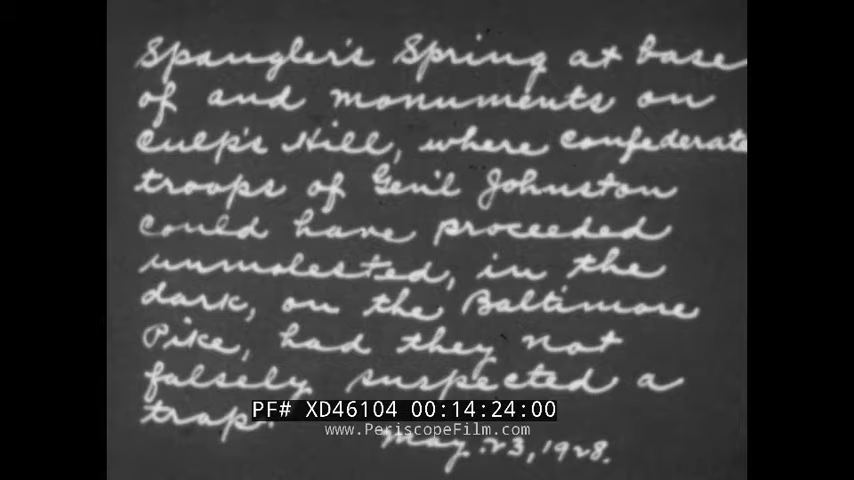 Spangler's Spring at base
of and monuments on
Culp's Hill, where confederate
troops of Gen'l Johnston
could have proceeded
unmolested, in the
dark, on the Baltimore
Pike, had they not
falsely suspected a
trap.
PF# XD46104 00:14:24:00
www.PeriscopeFilm.com
May 23, 1928.